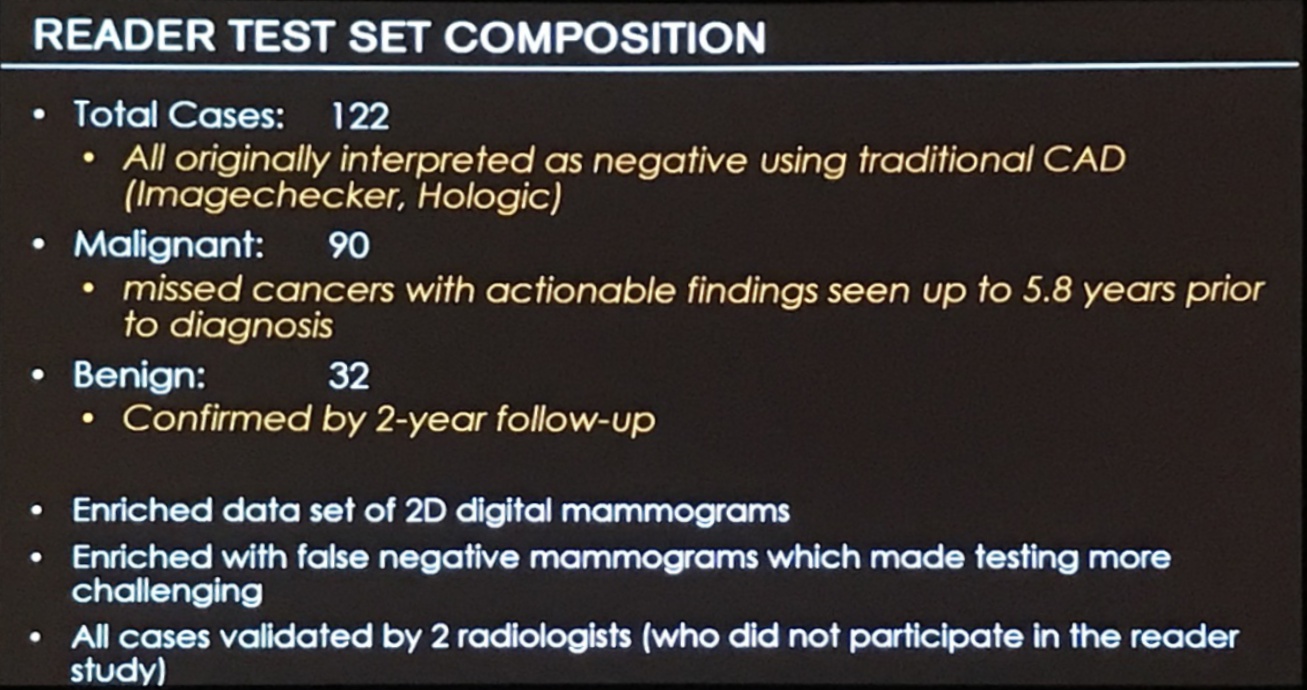 READER TEST SET COMPOSITION
• Total Cases: 122
• All originally interpreted as negative using traditional CAD
(Imagechecker, Hologic)
• Malignant: 90
• missed cancers with actionable findings seen up to 5.8 years prior
to diagnosis
• Benign: 32
• Confirmed by 2-year follow-up
• Enriched data set of 2D digital mammograms
• Enriched with false negative mammograms which made testing more
challenging
• All cases validated by 2 radiologists (who did not participate in the reader
study)